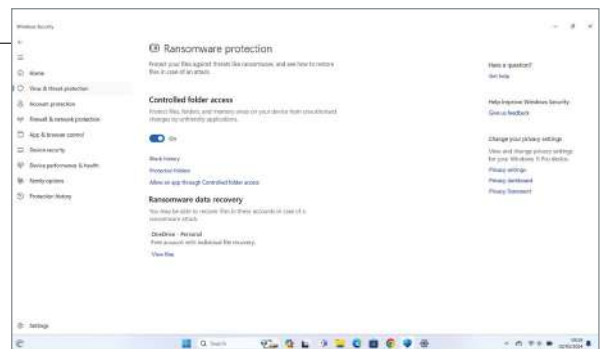 Windows Security
Ransomware protection
Protect your files against threats like ransomware, and see how to restore
files in case of an attack.
Controlled folder access
Protect files, folders, and memory areas on your device from unauthorised
changes by unfriendly applications.
On
Block history
Protected folders
Allow an app through Controlled folder access
Ransomware data recovery
You may be able to recover files in these accounts in case of a
ransomware attack.
OneDrive - Personal
Free account with individual file recovery.
View files
Home
Virus & threat protection
Account protection
Firewall & network protection
App & browser control
Device security
Device performance & health
Family options
Protection history
Settings
Have a question?
Get help
Help improve Windows Security
Give us feedback
Change your privacy settings
View and change privacy settings
for your Windows 11 Pro device.
Privacy settings
Privacy dashboard
Privacy Statement
Search